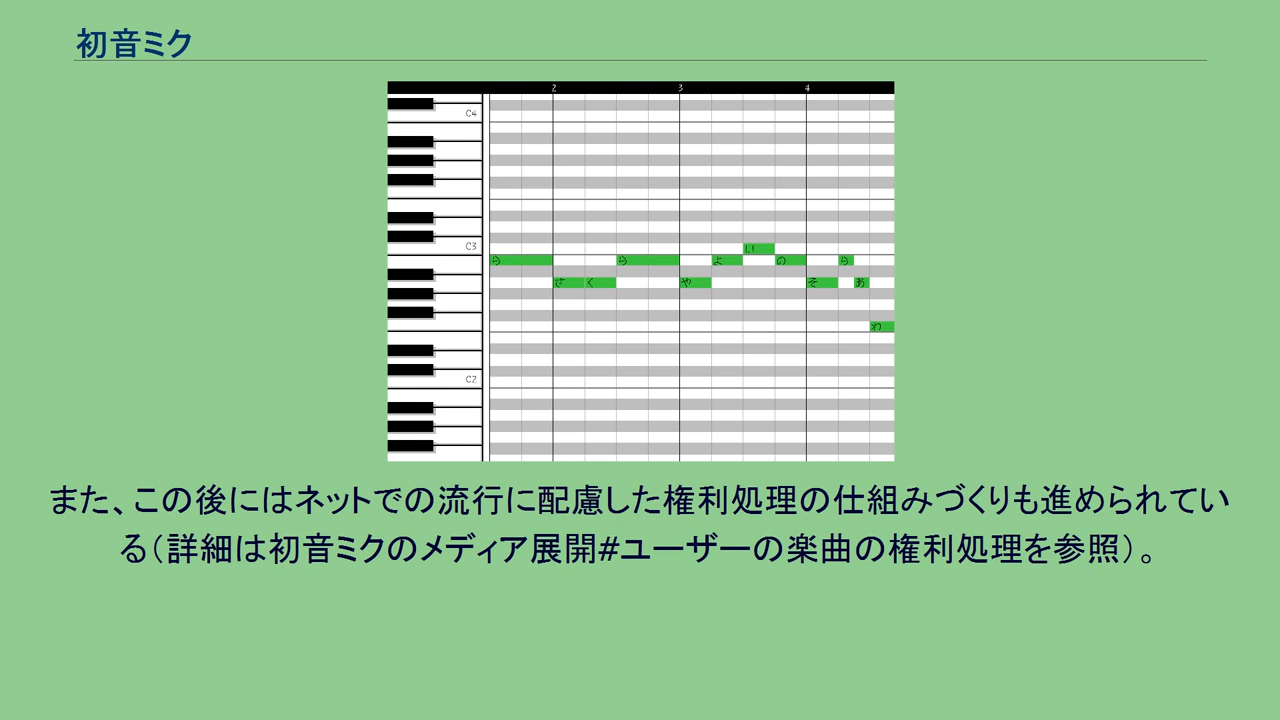 初音ミク
2 3 4
C4
い
C3
ら ら よ の ら
さ く や そ あ
わ
C2
また、この後にはネットでの流行に配慮した権利処理の仕組みづくりも進められてい
る(詳細は初音ミクのメディア展開#ユーザーの楽曲の権利処理を参照)。